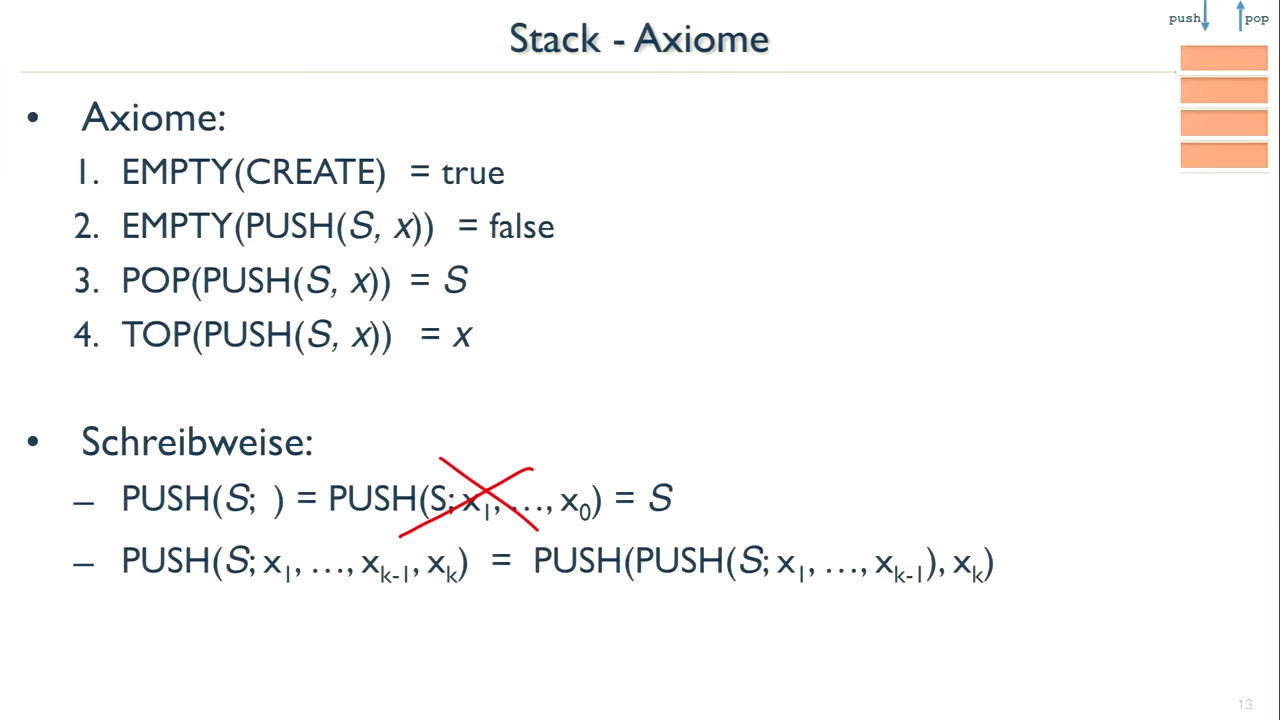 Stack - Axiome
push pop
• Axiome:
1. EMPTY(CREATE) = true
2. EMPTY(PUSH(S, x)) = false
3. POP(PUSH(S, x)) = S
4. TOP(PUSH(S, x)) = x
• Schreibweise:
– PUSH(S; ) = PUSH(S; x₁, …, x₀) = S
– PUSH(S; x₁, …, xₖ₋₁, xₖ) = PUSH(PUSH(S; x₁, …, xₖ₋₁), xₖ)
13